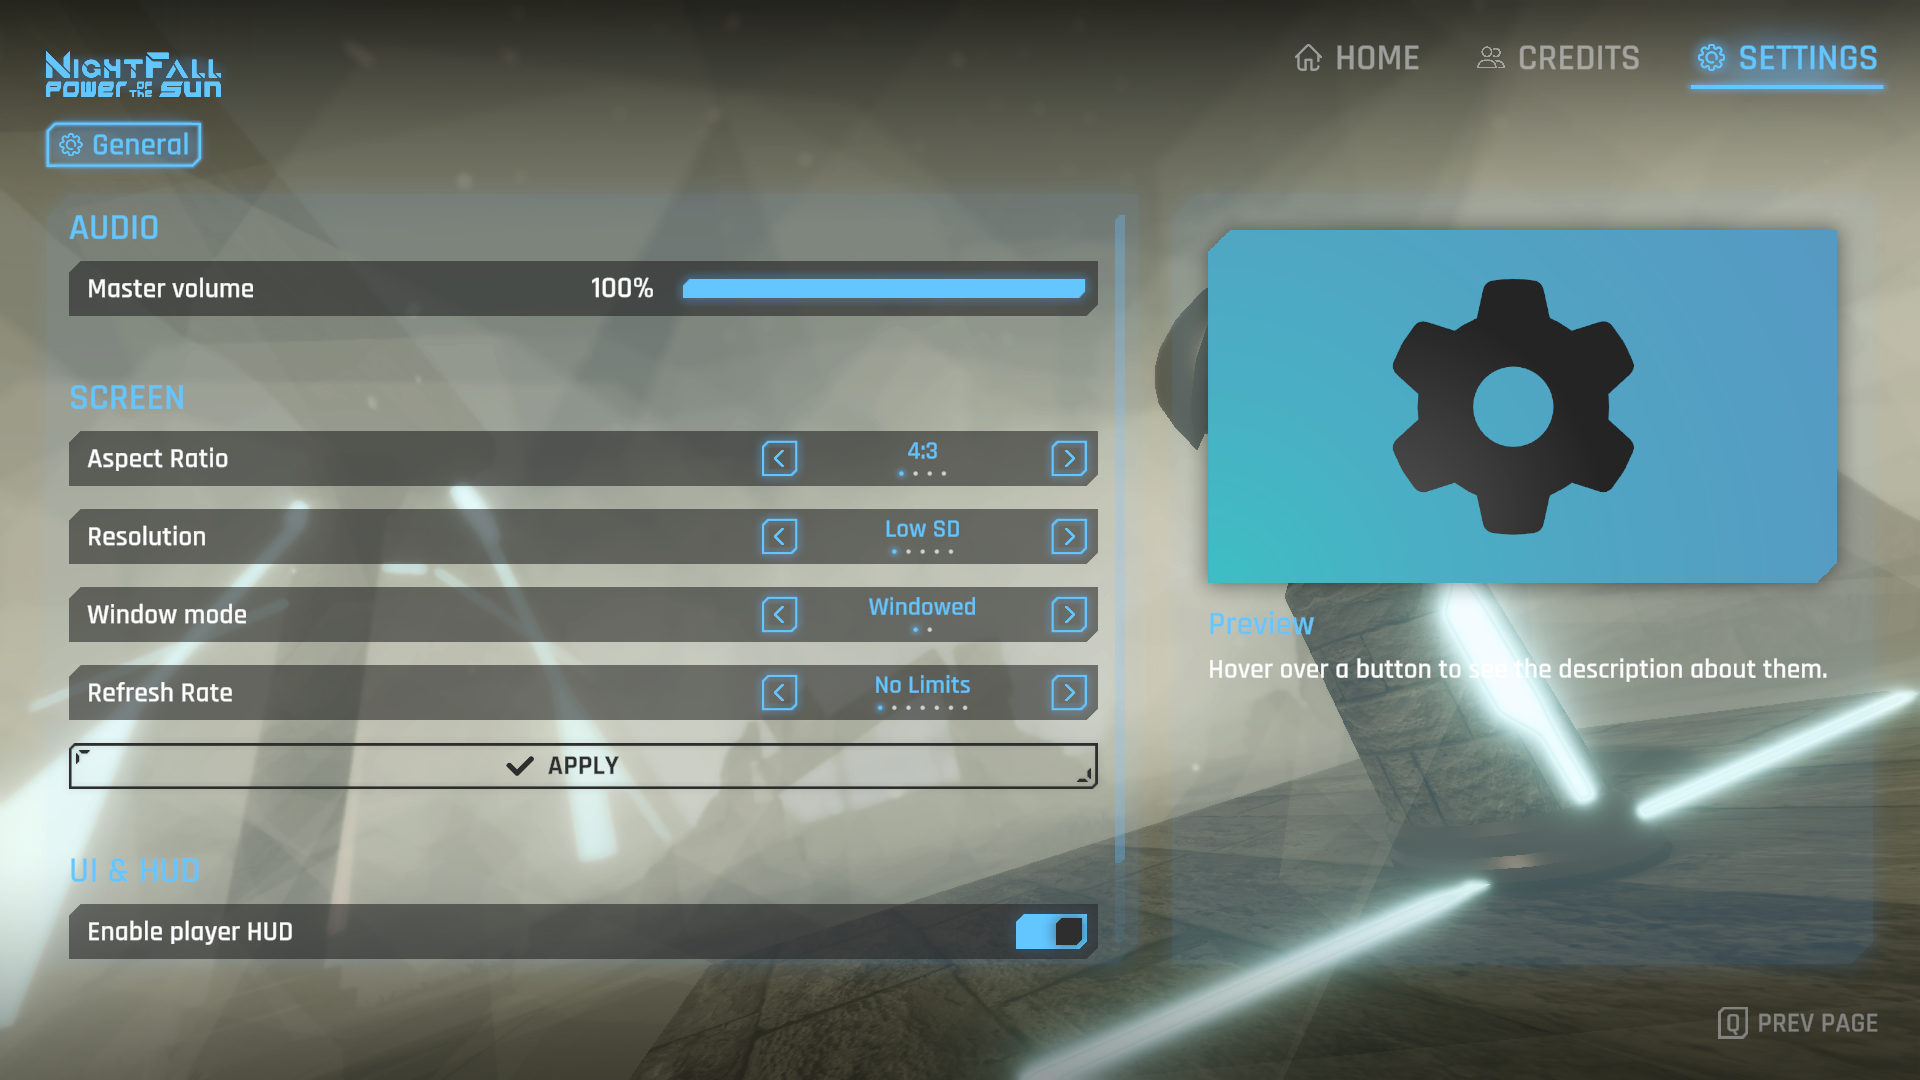 NIGHTFALL
POWER OF THE SUN
HOME
CREDITS
SETTINGS
General
AUDIO
Master volume
100%
SCREEN
Aspect Ratio
4:3
Resolution
Low SD
Window mode
Windowed
Refresh Rate
No Limits
APPLY
UI & HUD
Enable player HUD
Preview
Hover over a button to see the description about them.
Q PREV PAGE